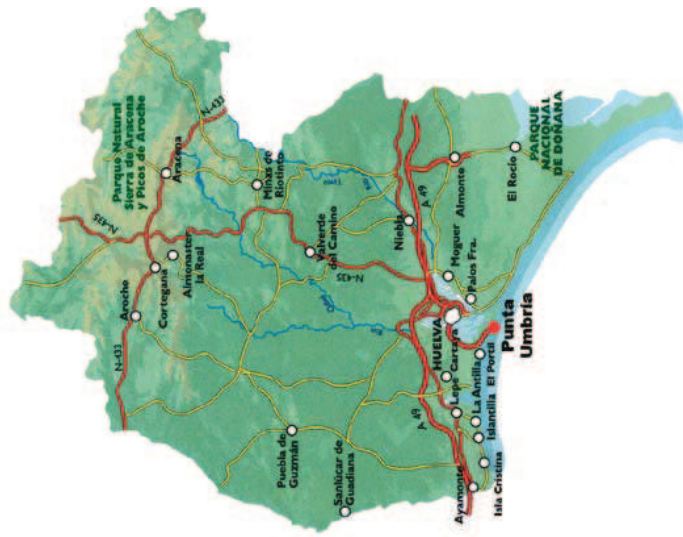 Parque Natural
Sierra de Aracena
y Picos de Aroche
N-433
N-435
Aracena
Aroche
Cortegana
Almonaster
la Real
N-433
Minas de
Riotinto
Tinto
Valverde
del Camino
N-435
Puebla de
Guzmán
Sanlúcar de
Guadiana
Niebla
A 49
A 49
Almonte
El Rocío
PARQUE
NACIONAL
DE DOÑANA
Moguer
Palos Fra.
HUELVA
Cartaya
Lepe
Ayamonte
Isla Cristina
Islantilla
La Antilla
El Portil
Punta
Umbría